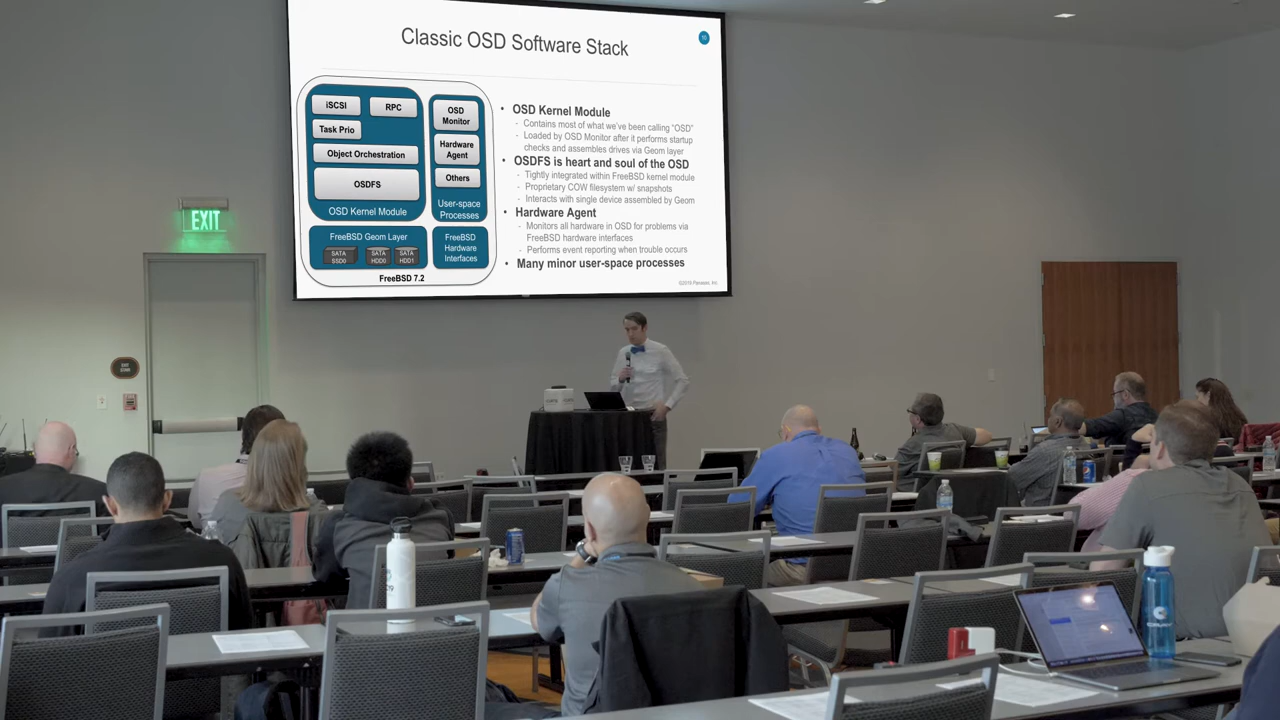 Classic OSD Software Stack
10
iSCSI
RPC
Task Prio
Object Orchestration
OSDFS
OSD Kernel Module
OSD
Monitor
Hardware
Agent
Others
User-space
Processes
FreeBSD Geom Layer
SATA
SSD0
SATA
HDD0
SATA
HDD1
FreeBSD
Hardware
Interfaces
FreeBSD 7.2
• OSD Kernel Module
- Contains most of what we've been calling "OSD"
- Loaded by OSD Monitor after it performs startup
checks and assembles drives via Geom layer
• OSDFS is heart and soul of the OSD
- Tightly integrated within FreeBSD kernel module
- Proprietary COW filesystem w/ snapshots
- Interacts with single device assembled by Geom
• Hardware Agent
- Monitors all hardware in OSD for problems via
FreeBSD hardware interfaces
- Performs event reporting when trouble occurs
• Many minor user-space processes
©2019 Panasas, Inc.
EXIT